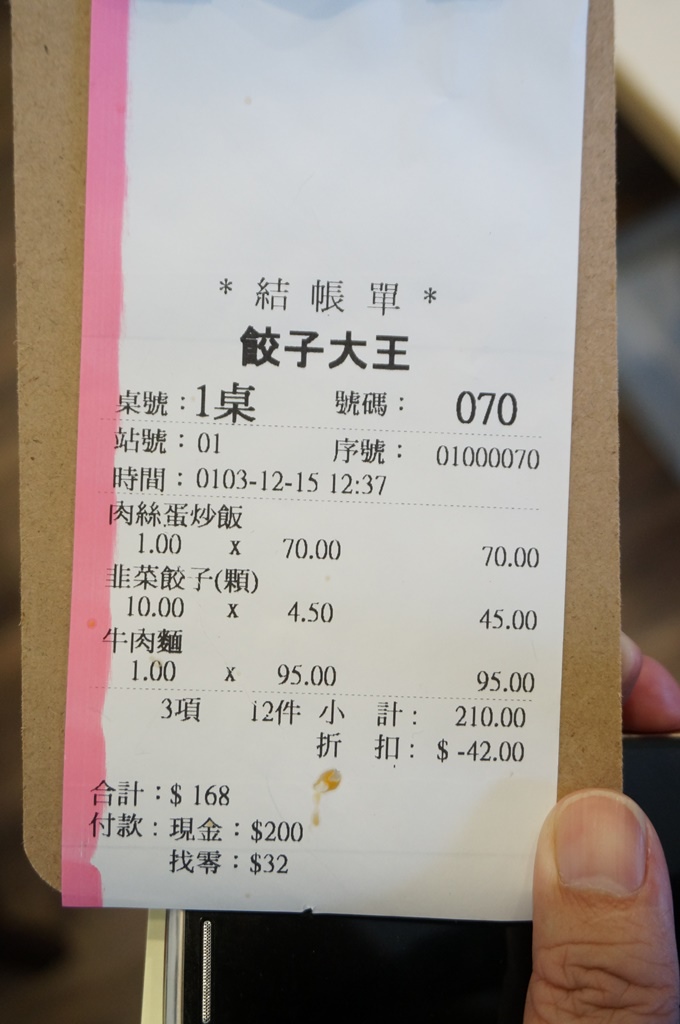 * 結 帳 單 *
餃子大王
桌號：1桌 號碼： 070
站號：01 序號： 01000070
時間：0103-12-15 12:37
肉絲蛋炒飯
1.00 x 70.00 70.00
韭菜餃子(顆)
10.00 x 4.50 45.00
牛肉麵
1.00 x 95.00 95.00
3項 12件 小 計： 210.00
折 扣： $ -42.00
合計：$ 168
付款：現金：$200
找零：$32